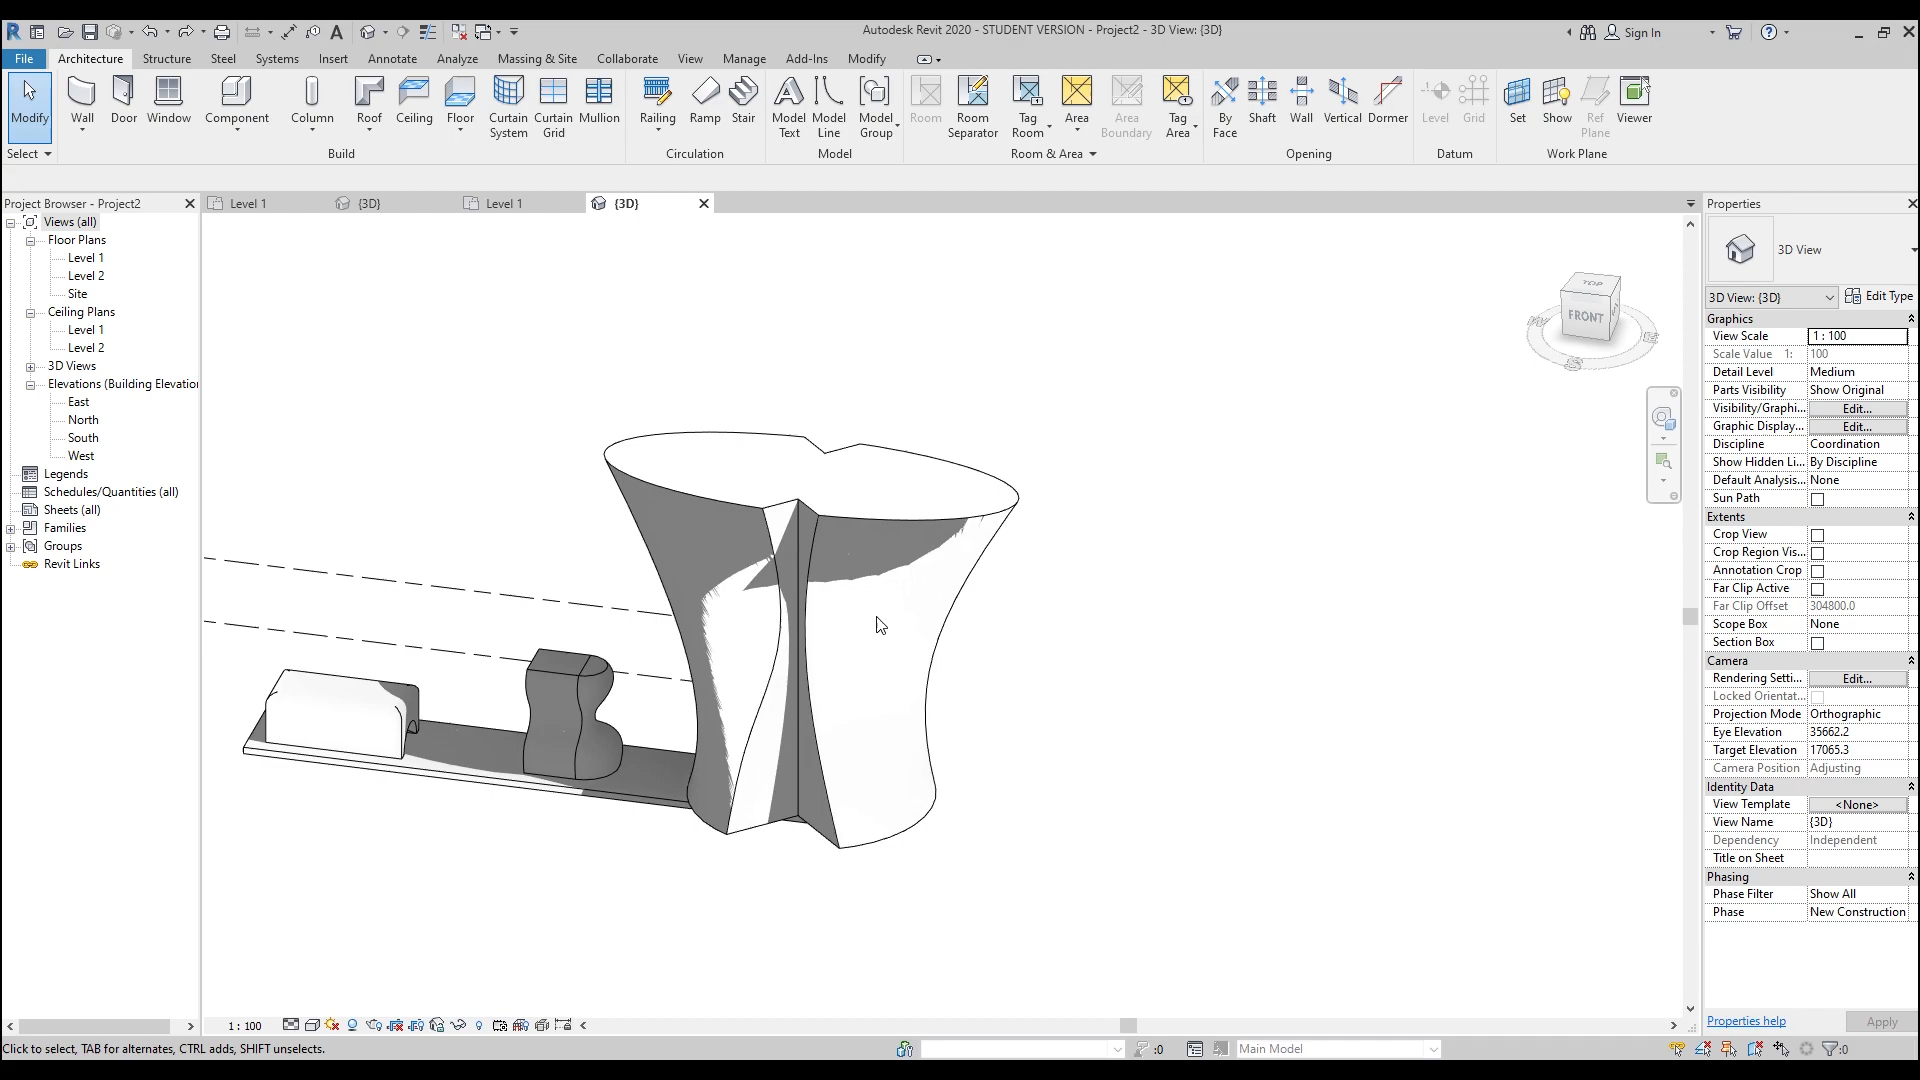 Autodesk Revit 2020 - STUDENT VERSION - Project2 - 3D View: {3D}
Sign In
File Architecture Structure Steel Systems Insert Annotate Analyze Massing & Site Collaborate View Manage Add-Ins Modify
Modify Wall Door Window Component Column Roof Ceiling Floor Curtain System Curtain Grid Mullion Railing Ramp Stair Model Text Model Line Model Group Room Room Separator Tag Room Area Area Boundary Tag Area By Face Shaft Wall Vertical Dormer Level Grid Set Show Ref Plane Viewer
Select Build Circulation Model Room & Area Opening Datum Work Plane
Project Browser - Project2
Level 1 {3D} Level 1 {3D}
Views (all)
Floor Plans
Level 1
Level 2
Site
Ceiling Plans
Level 1
Level 2
3D Views
Elevations (Building Elevation
East
North
South
West
Legends
Schedules/Quantities (all)
Sheets (all)
Families
Groups
Revit Links
TOP
FRONT
Properties
3D View
3D View: {3D} Edit Type
Graphics
View Scale 1 : 100
Scale Value 1: 100
Detail Level Medium
Parts Visibility Show Original
Visibility/Graphi... Edit...
Graphic Display... Edit...
Discipline Coordination
Show Hidden Li... By Discipline
Default Analysis... None
Sun Path
Extents
Crop View
Crop Region Vis...
Annotation Crop
Far Clip Active
Far Clip Offset 304800.0
Scope Box None
Section Box
Camera
Rendering Setti... Edit...
Locked Orientat...
Projection Mode Orthographic
Eye Elevation 35662.2
Target Elevation 17065.3
Camera Position Adjusting
Identity Data
View Template <None>
View Name {3D}
Dependency Independent
Title on Sheet
Phasing
Phase Filter Show All
Phase New Construction
Properties help Apply
1 : 100
Click to select, TAB for alternates, CTRL adds, SHIFT unselects.
:0
Main Model
:0